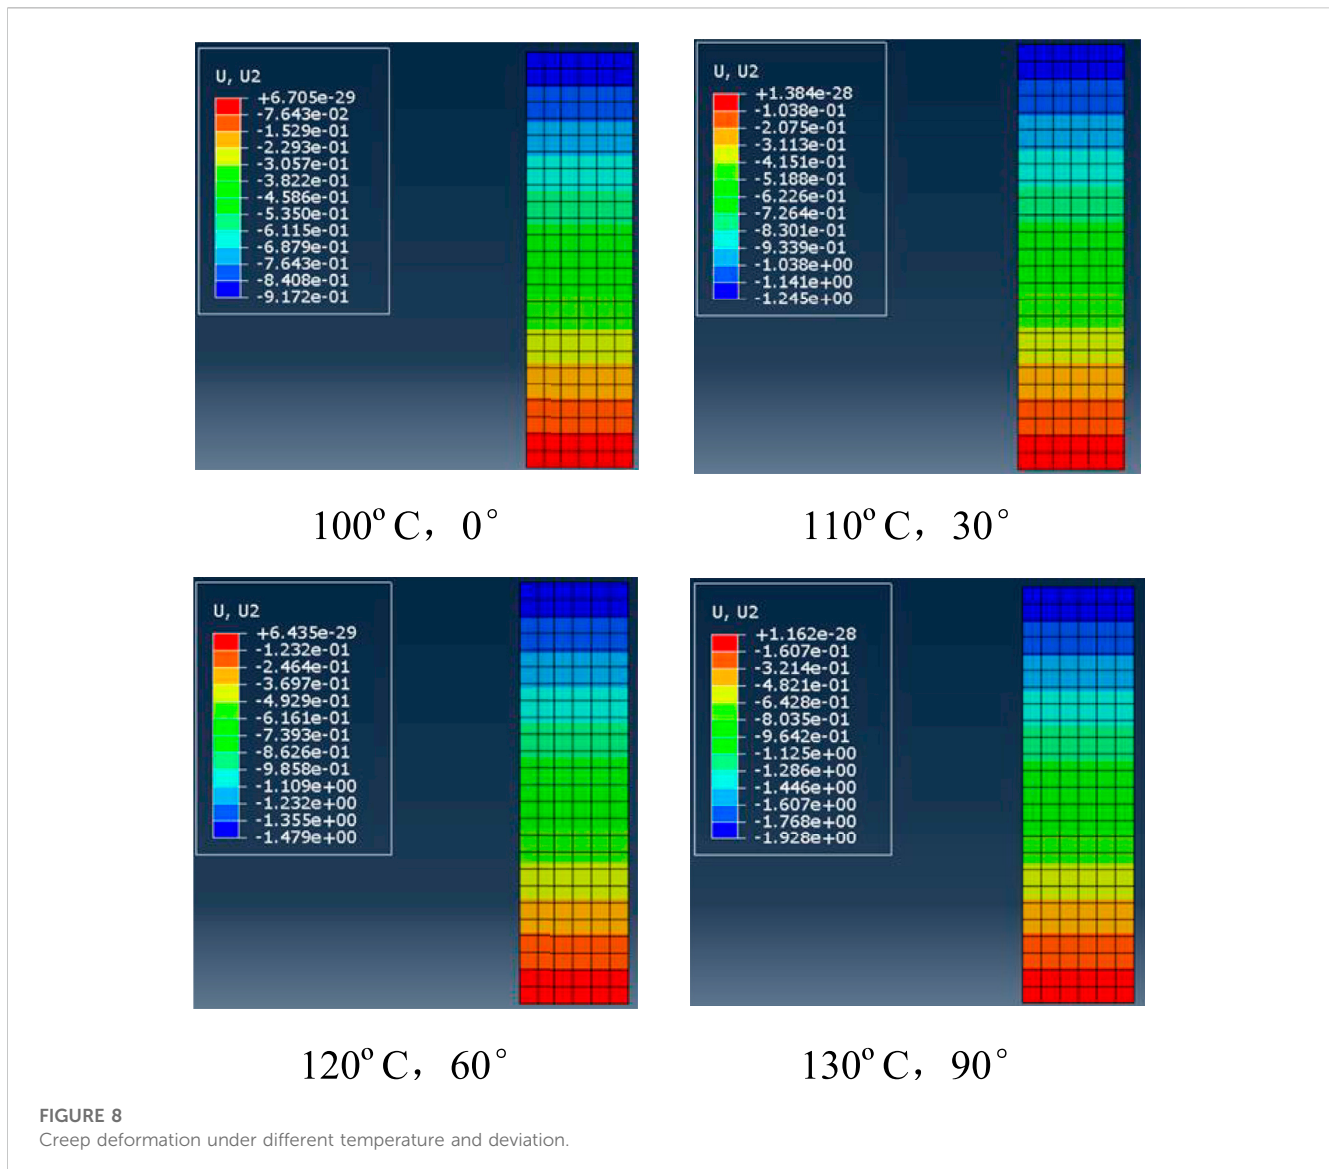 U, U2
+6.705e-29
-7.643e-02
-1.529e-01
-2.293e-01
-3.057e-01
-3.822e-01
-4.586e-01
-5.350e-01
-6.115e-01
-6.879e-01
-7.643e-01
-8.408e-01
-9.172e-01
100°C, 0°
U, U2
+1.384e-28
-1.038e-01
-2.075e-01
-3.113e-01
-4.151e-01
-5.188e-01
-6.226e-01
-7.264e-01
-8.301e-01
-9.339e-01
-1.038e+00
-1.141e+00
-1.245e+00
110°C, 30°
U, U2
+6.435e-29
-1.232e-01
-2.464e-01
-3.697e-01
-4.929e-01
-6.161e-01
-7.393e-01
-8.626e-01
-9.858e-01
-1.109e+00
-1.232e+00
-1.355e+00
-1.479e+00
120°C, 60°
U, U2
+1.162e-28
-1.607e-01
-3.214e-01
-4.821e-01
-6.428e-01
-8.035e-01
-9.642e-01
-1.125e+00
-1.286e+00
-1.446e+00
-1.607e+00
-1.768e+00
-1.928e+00
130°C, 90°
FIGURE 8
Creep deformation under different temperature and deviation.